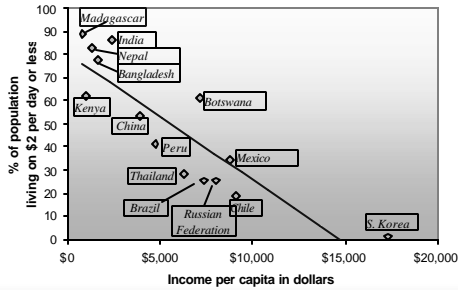 % of population
living on $2 per day or less
100
90
80
70
60
50
40
30
20
10
0
Madagascar
India
Nepal
Bangladesh
Kenya
Botswana
China
Peru
Mexico
Thailand
Brazil
Russian
Federation
Chile
S. Korea
$0
$5,000
$10,000
$15,000
$20,000
Income per capita in dollars